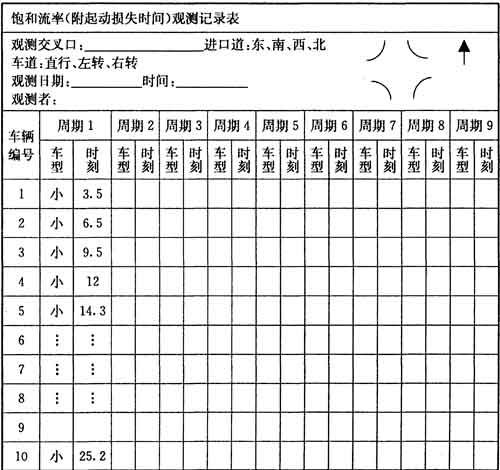 饱和流率(附起动损失时间)观测记录表
观测交叉口: 进口道:东、南、西、北
车道:直行、左转、右转
观测日期: 时间:
观测者:
车辆编号 周期1 周期2 周期3 周期4 周期5 周期6 周期7 周期8 周期9
车型 时刻 车型 时刻 车型 时刻 车型 时刻 车型 时刻 车型 时刻 车型 时刻 车型 时刻 车型 时刻
1 小 3.5
2 小 6.5
3 小 9.5
4 小 12
5 小 14.3
6 ⋮ ⋮
7 ⋮ ⋮
8 ⋮ ⋮
9
10 小 25.2